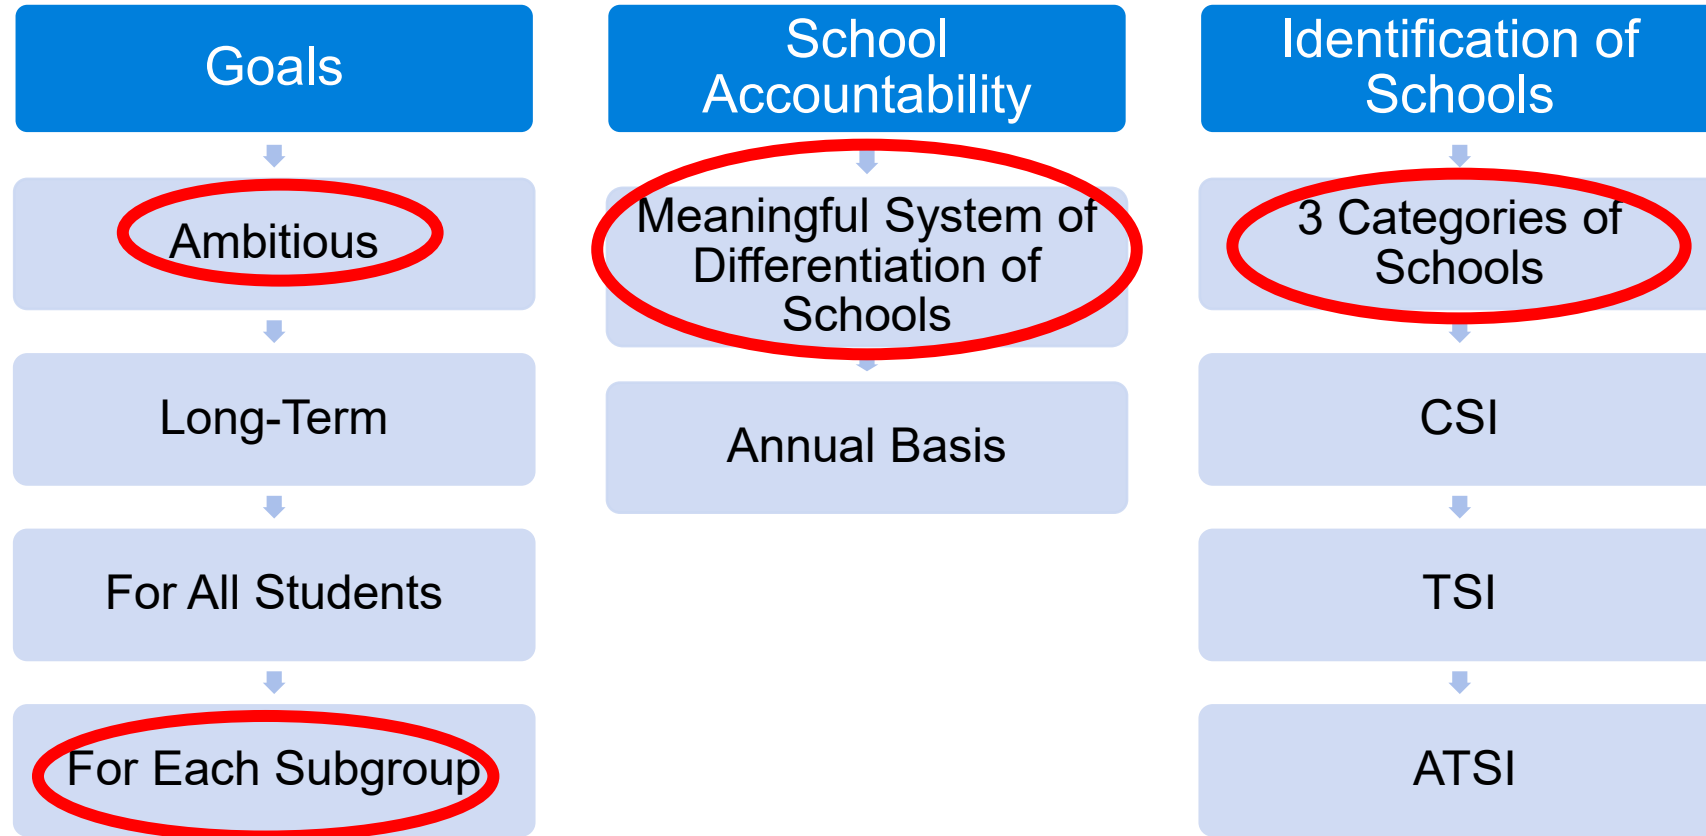 Goals
Ambitious
Long-Term
For All Students
For Each Subgroup
School
Accountability
Meaningful System of
Differentiation of
Schools
Annual Basis
Identification of
Schools
3 Categories of
Schools
CSI
TSI
ATSI